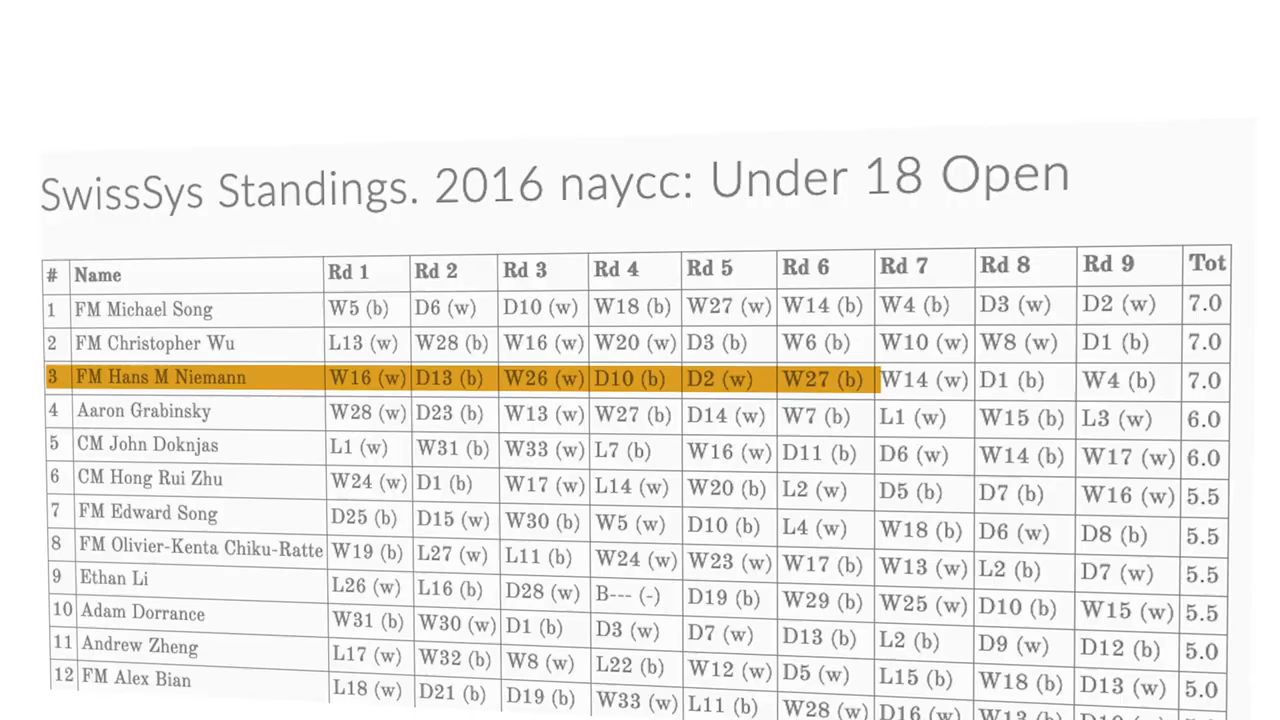 SwissSys Standings. 2016 naycc: Under 18 Open
# Name Rd 1 Rd 2 Rd 3 Rd 4 Rd 5 Rd 6 Rd 7 Rd 8 Rd 9 Tot
1 FM Michael Song W5 (b) D6 (w) D10 (w) W18 (b) W27 (w) W14 (b) W4 (b) D3 (w) D2 (w) 7.0
2 FM Christopher Wu L13 (w) W28 (b) W16 (w) W20 (w) D3 (b) W6 (b) W10 (w) W8 (w) D1 (b) 7.0
3 FM Hans M Niemann W16 (w) D13 (b) W26 (w) D10 (b) D2 (w) W27 (b) W14 (w) D1 (b) W4 (b) 7.0
4 Aaron Grabinsky W28 (w) D23 (b) W13 (w) W27 (b) D14 (w) W7 (b) L1 (w) W15 (b) L3 (w) 6.0
5 CM John Doknjas L1 (w) W31 (b) W33 (w) L7 (b) W16 (w) D11 (b) D6 (w) W14 (b) W17 (w) 6.0
6 CM Hong Rui Zhu W24 (w) D1 (b) W17 (w) L14 (w) W20 (b) L2 (w) D5 (b) D7 (b) W16 (w) 5.5
7 FM Edward Song D25 (b) D15 (w) W30 (b) W5 (w) D10 (b) L4 (w) W18 (b) D6 (w) D8 (b) 5.5
8 FM Olivier-Kenta Chiku-Ratte W19 (b) L27 (w) L11 (b) W24 (w) W23 (w) W17 (b) W13 (w) L2 (b) D7 (w) 5.5
9 Ethan Li L26 (w) L16 (b) D28 (w) B--- (-) D19 (b) W29 (b) W25 (w) D10 (b) W15 (w) 5.5
10 Adam Dorrance W31 (b) W30 (w) D1 (b) D3 (w) D7 (w) D13 (b) L2 (b) D9 (w) D12 (b) 5.0
11 Andrew Zheng L17 (w) W32 (b) W8 (w) L22 (b) W12 (w) D5 (w) L15 (b) W18 (b) D13 (w) 5.0
12 FM Alex Bian L18 (w) D21 (b) D19 (b) W33 (w) L11 (b) W28 (w) D16 (w)